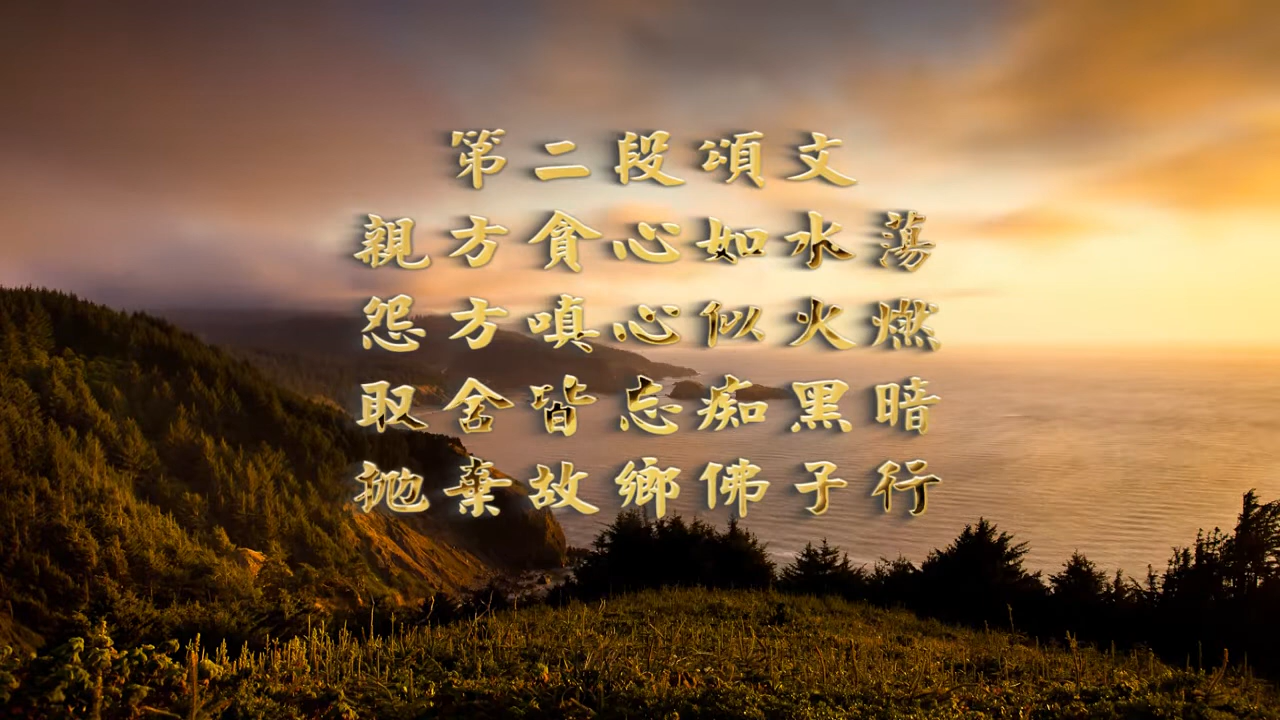 第二段頌文
親方貪心如水蕩
怨方嗔心似火燃
取舍皆忘痴黑暗
拋棄故鄉佛子行